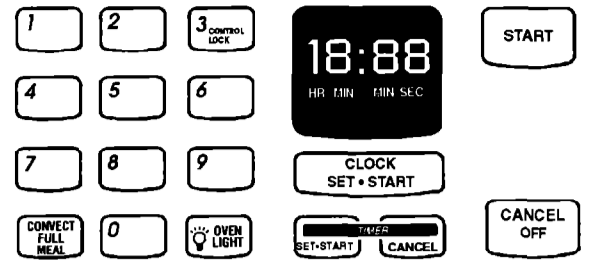 1 2 3 CONTROL LOCK
18:88
HR MIN MIN SEC
START
4 5 6
7 8 9
CLOCK
SET • START
CONVECT
FULL
MEAL
0
OVEN
LIGHT
TIMER
SET•START CANCEL
CANCEL
OFF